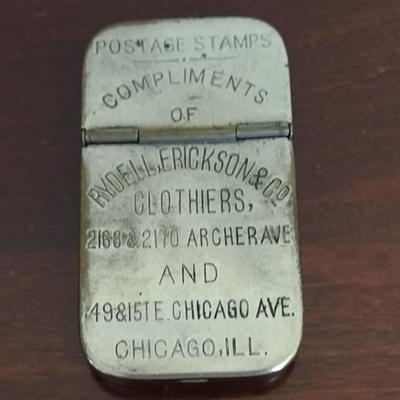 POSTAGE STAMPS
COMPLIMENTS
OF
RYDELL, ERICKSON & CO
CLOTHIERS,
2168 & 2170 ARCHER AVE
AND
149 & 151 E. CHICAGO AVE.
CHICAGO, ILL.